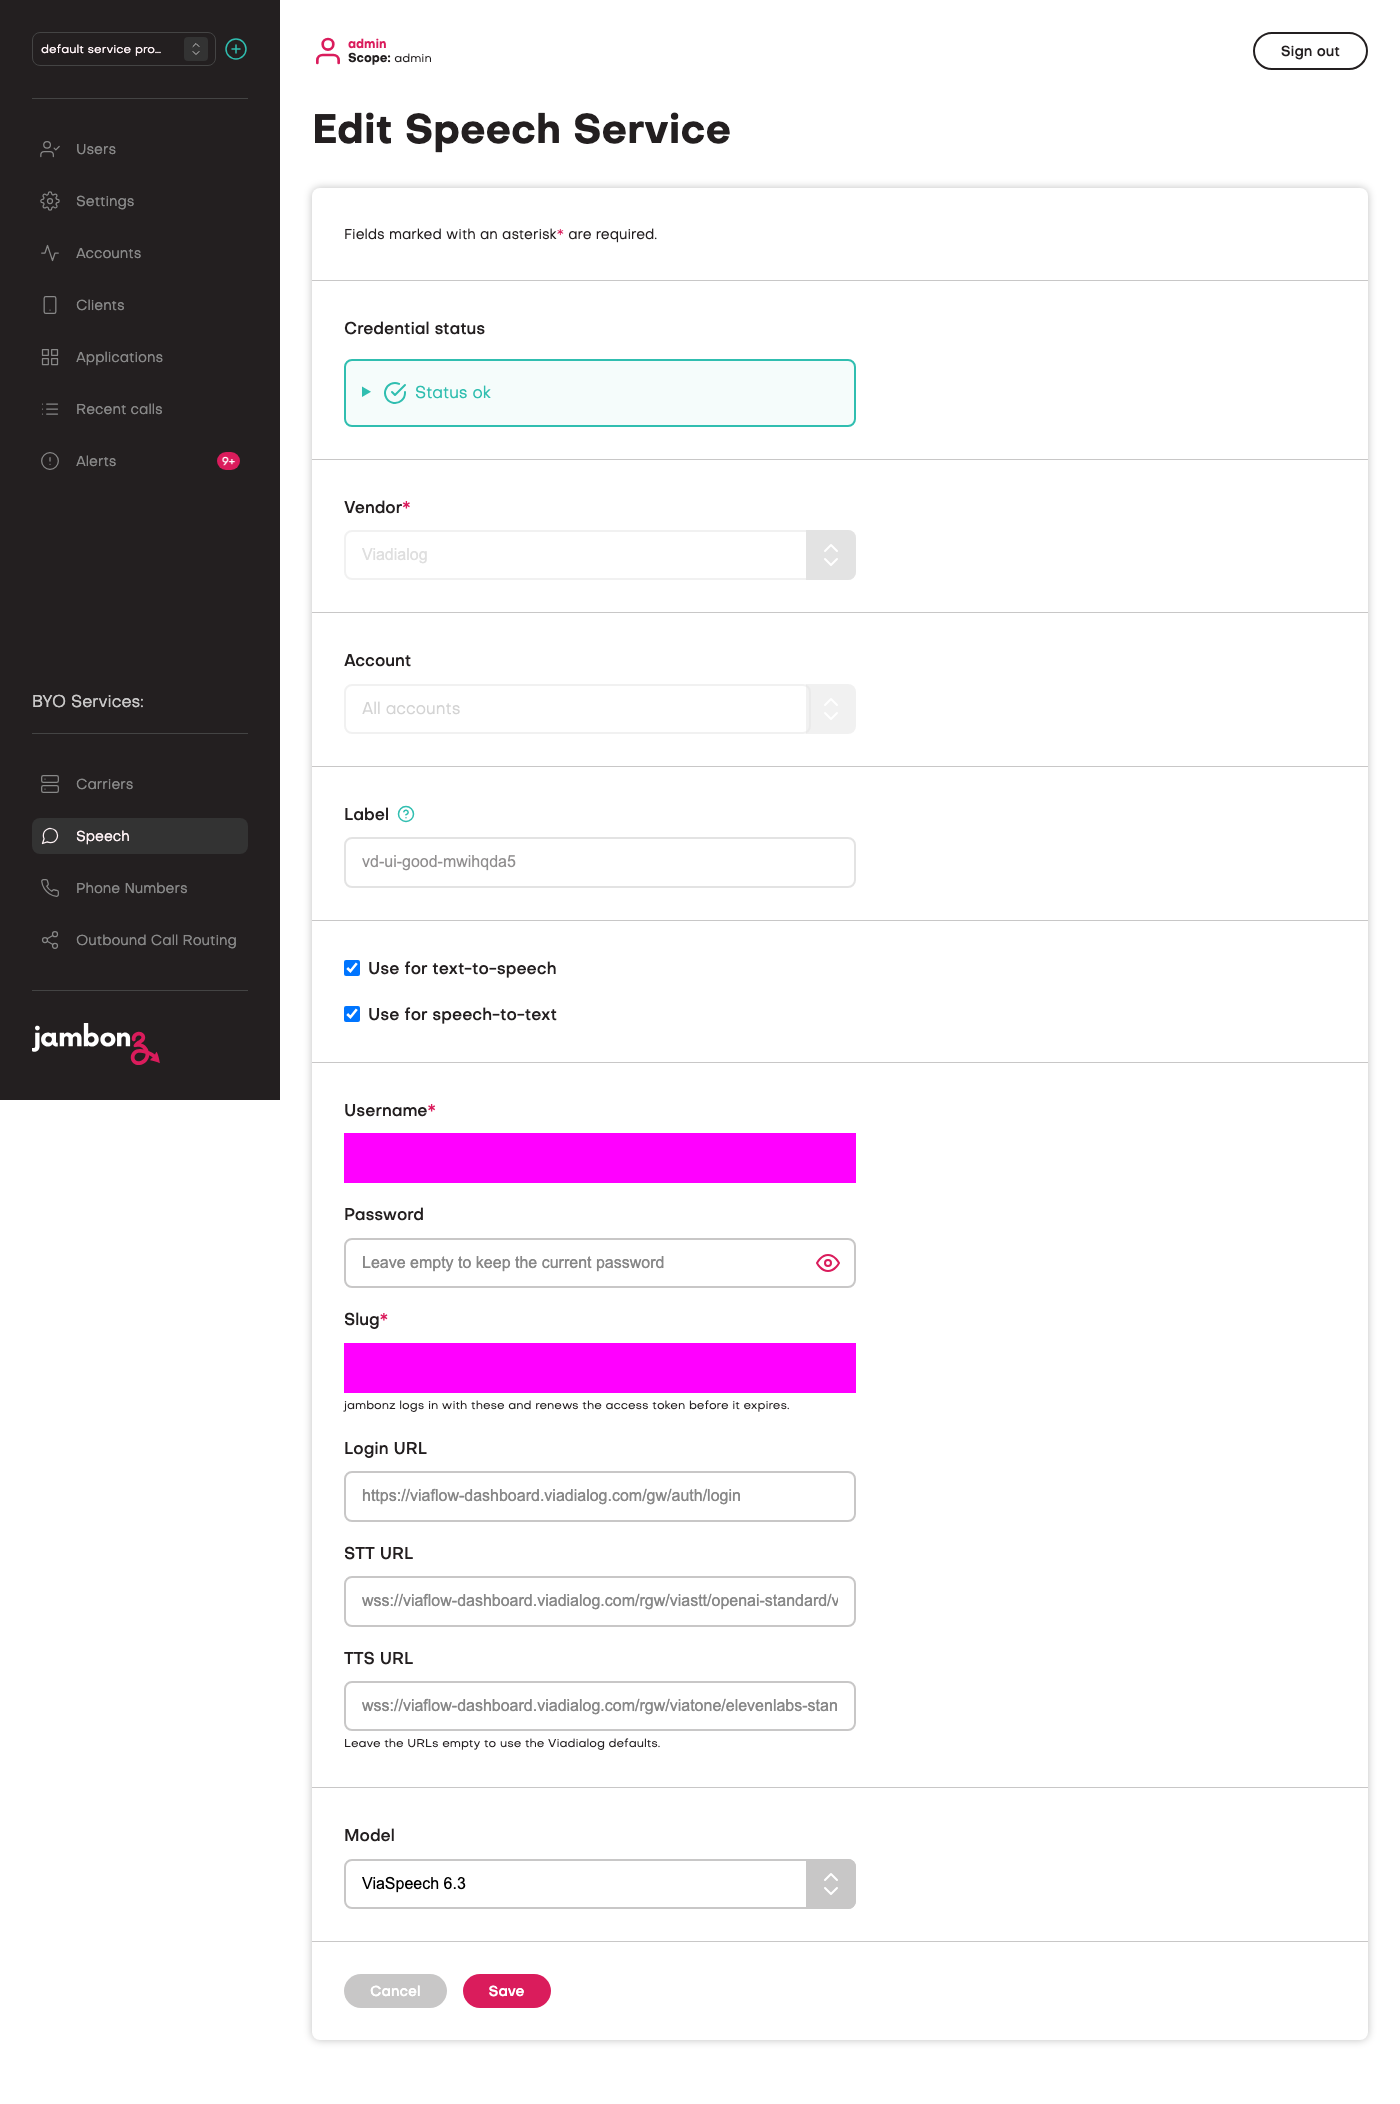 default service pro...
admin
Scope: admin
Sign out
Edit Speech Service
Users
Settings
Accounts
Clients
Applications
Recent calls
Alerts
9+
BYO Services:
Carriers
Speech
Phone Numbers
Outbound Call Routing
jambonz
Fields marked with an asterisk* are required.
Credential status
Status ok
Vendor*
Viadialog
Account
All accounts
Label
vd-ui-good-mwihqda5
Use for text-to-speech
Use for speech-to-text
Username*
Password
Leave empty to keep the current password
Slug*
jambonz logs in with these and renews the access token before it expires.
Login URL
https://viaflow-dashboard.viadialog.com/gw/auth/login
STT URL
wss://viaflow-dashboard.viadialog.com/rgw/viastt/openai-standard/v
TTS URL
wss://viaflow-dashboard.viadialog.com/rgw/viatone/elevenlabs-stan
Leave the URLs empty to use the Viadialog defaults.
Model
ViaSpeech 6.3
Cancel
Save